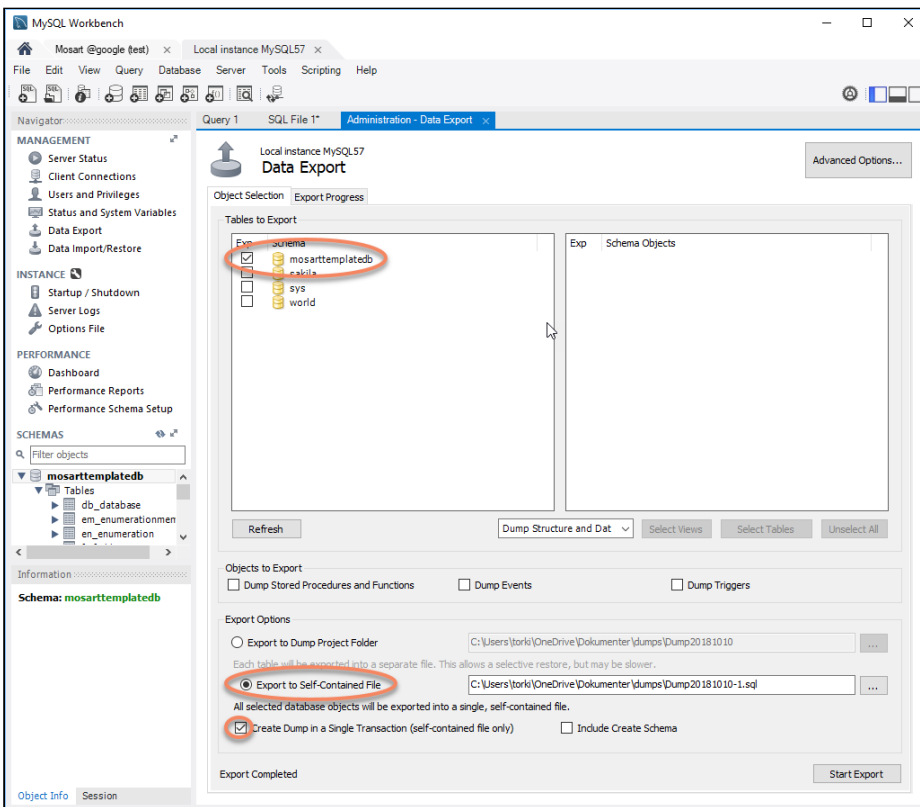 MySQL Workbench
Mosart @google (test) Local instance MySQL57
File Edit View Query Database Server Tools Scripting Help
Navigator Query 1 SQL File 1* Administration - Data Export
MANAGEMENT
Server Status
Client Connections
Users and Privileges
Status and System Variables
Data Export
Data Import/Restore
INSTANCE
Startup / Shutdown
Server Logs
Options File
PERFORMANCE
Dashboard
Performance Reports
Performance Schema Setup
SCHEMAS
Filter objects
mosarttemplatedb
Tables
db_database
em_enumerationmen
en_enumeration
Information
Schema: mosarttemplatedb
Object Info Session
Local instance MySQL57
Data Export
Advanced Options...
Object Selection Export Progress
Tables to Export
Exp Schema
mosarttemplatedb
sakila
sys
world
Exp Schema Objects
Refresh Dump Structure and Dat Select Views Select Tables Unselect All
Objects to Export
Dump Stored Procedures and Functions Dump Events Dump Triggers
Export Options
Export to Dump Project Folder C:\Users\torki\OneDrive\Dokumenter\dumps\Dump20181010 ...
Each table will be exported into a separate file. This allows a selective restore, but may be slower.
Export to Self-Contained File C:\Users\torki\OneDrive\Dokumenter\dumps\Dump20181010-1.sql ...
All selected database objects will be exported into a single, self-contained file.
Create Dump in a Single Transaction (self-contained file only) Include Create Schema
Export Completed Start Export